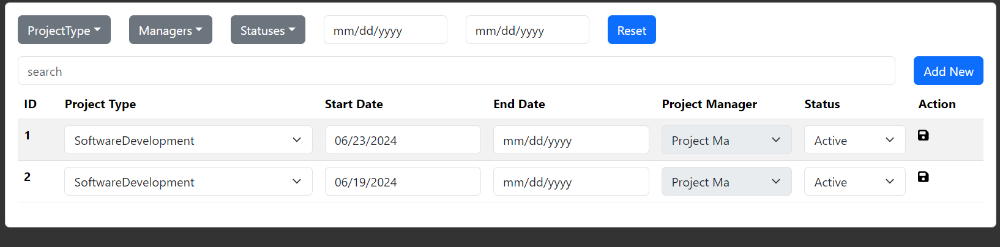 ProjectType Managers Statuses mm/dd/yyyy mm/dd/yyyy Reset
search Add New
ID Project Type Start Date End Date Project Manager Status Action
1 SoftwareDevelopment 06/23/2024 mm/dd/yyyy Project Ma Active
2 SoftwareDevelopment 06/19/2024 mm/dd/yyyy Project Ma Active